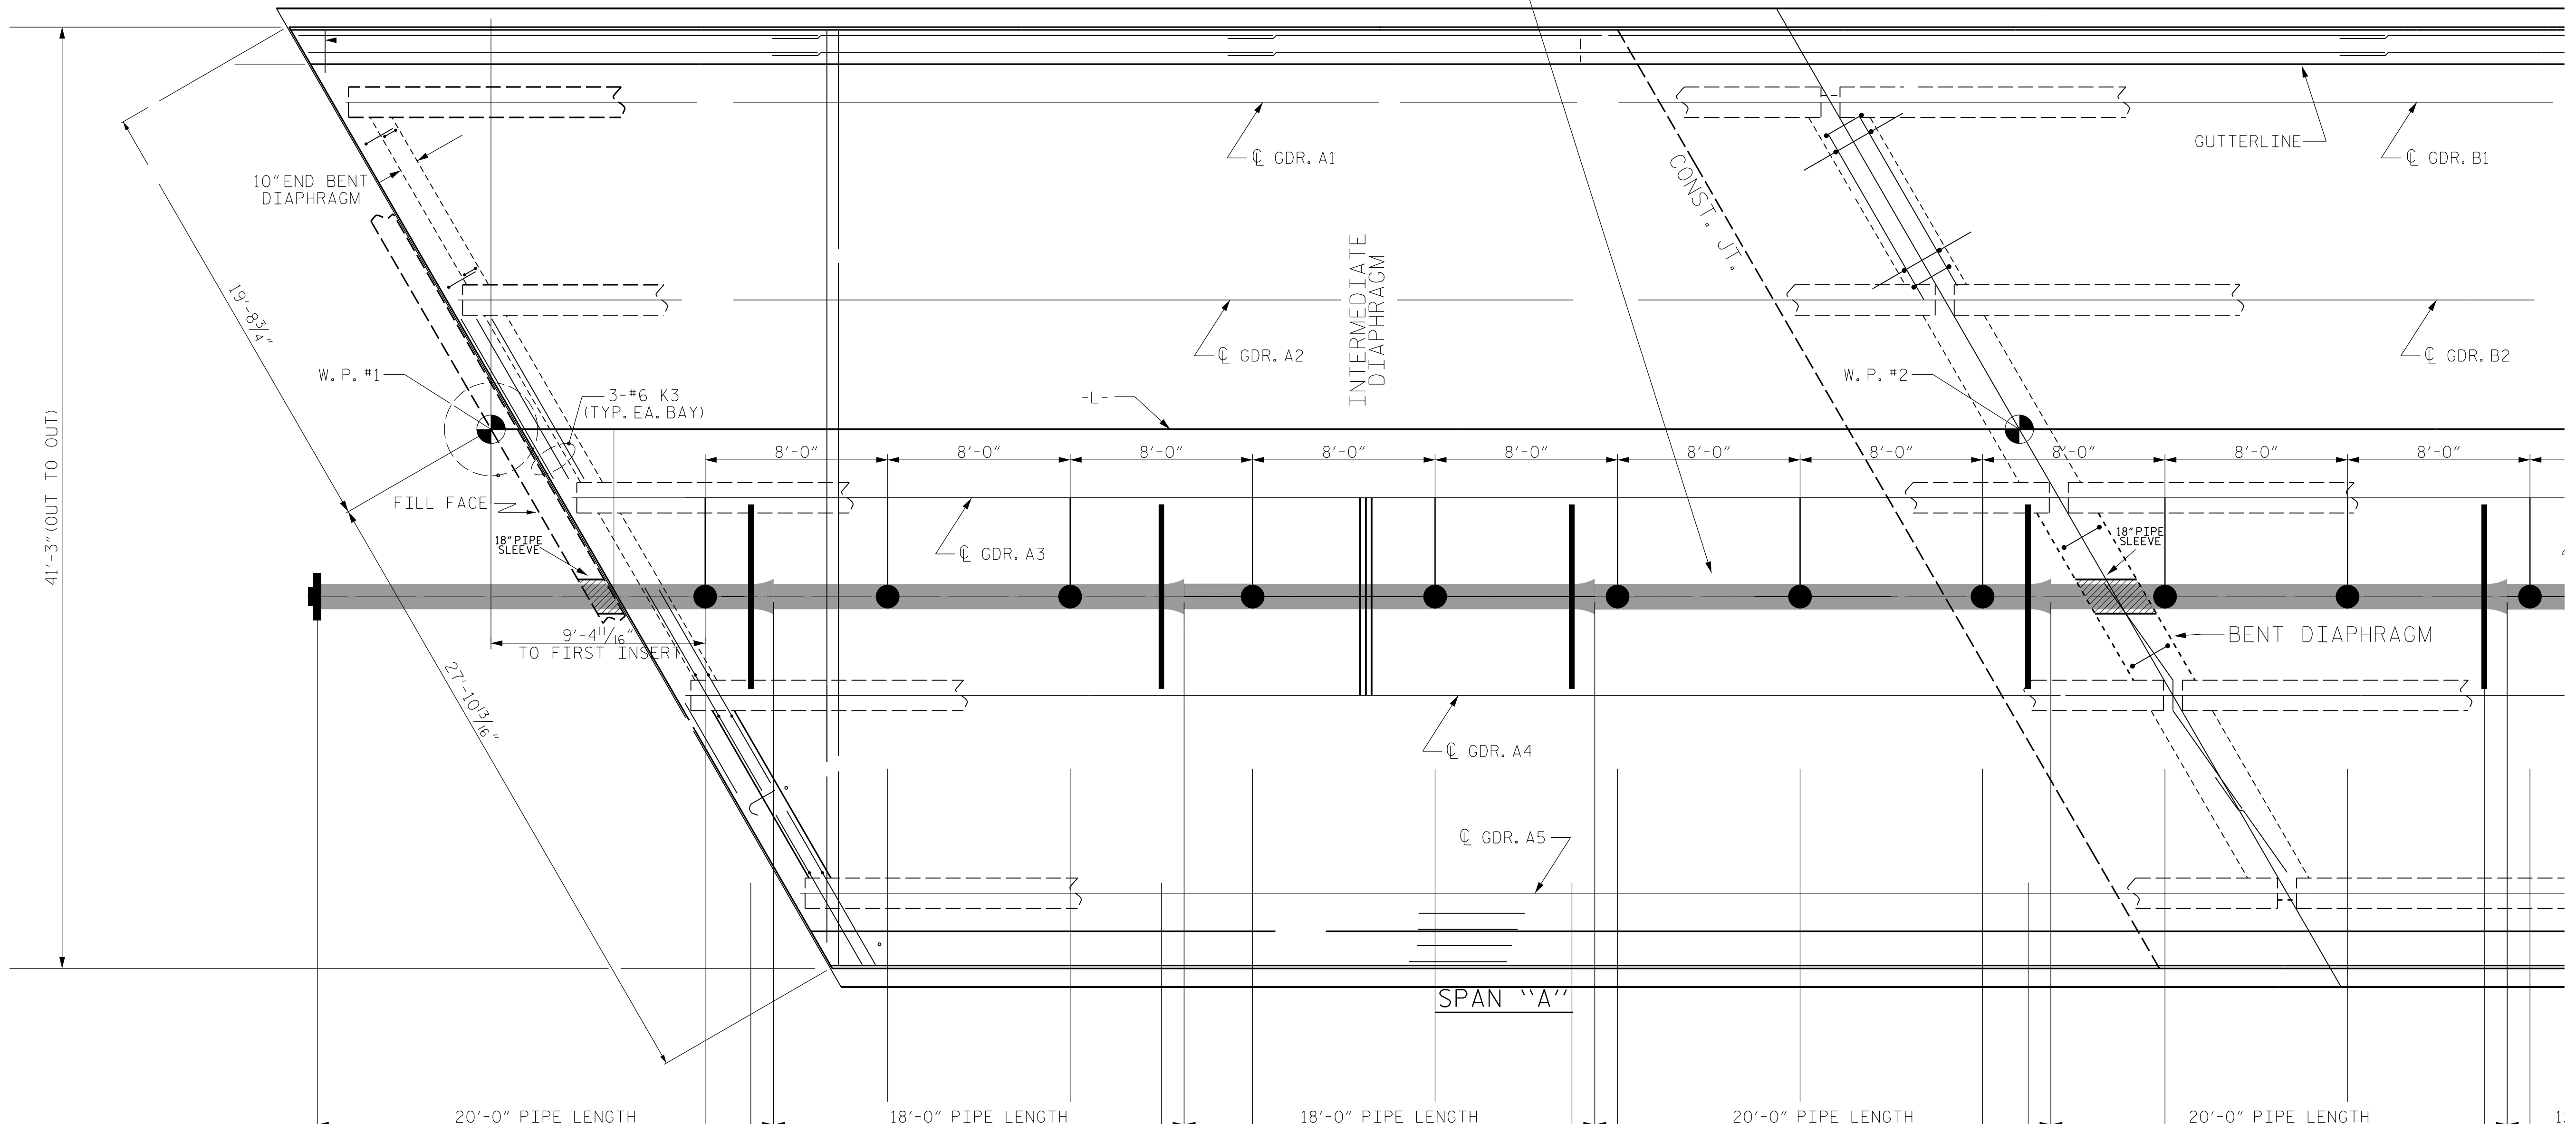 ℄ GDR. A1
GUTTERLINE
℄ GDR. B1
CONST. JT.
10" END BENT
DIAPHRAGM
INTERMEDIATE
DIAPHRAGM
19'-8 3/4"
℄ GDR. A2
℄ GDR. B2
W.P. #1
3-#6 K3
(TYP. EA. BAY)
-L-
W.P. #2
41'-3" (OUT TO OUT)
8'-0"
8'-0"
8'-0"
8'-0"
8'-0"
8'-0"
8'-0"
8'-0"
8'-0"
8'-0"
FILL FACE
18" PIPE
SLEEVE
℄ GDR. A3
18" PIPE
SLEEVE
9'-4 11/16"
TO FIRST INSERT
BENT DIAPHRAGM
27'-10 13/16"
℄ GDR. A4
℄ GDR. A5
SPAN "A"
20'-0" PIPE LENGTH
18'-0" PIPE LENGTH
18'-0" PIPE LENGTH
20'-0" PIPE LENGTH
20'-0" PIPE LENGTH